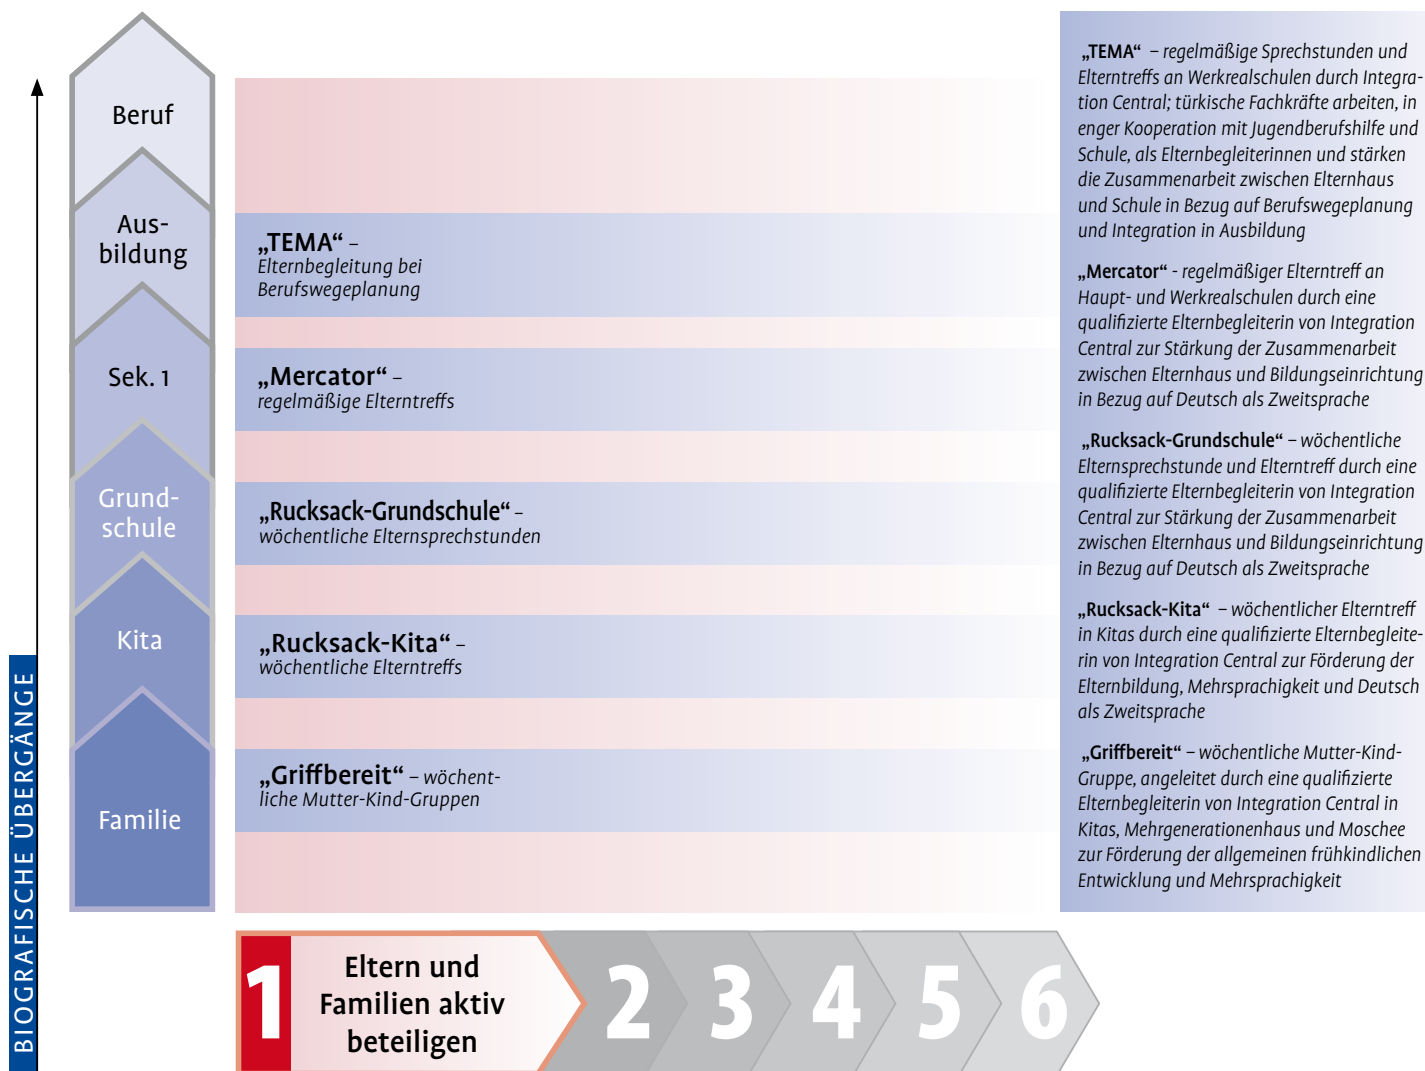 BIOGRAFISCHE ÜBERGÄNGE
Beruf
Aus-
bildung
Sek. 1
Grund-
schule
Kita
Familie
„TEMA“ –
Elternbegleitung bei
Berufswegeplanung
„Mercator“ –
regelmäßige Elterntreffs
„Rucksack-Grundschule“ –
wöchentliche Elternsprechstunden
„Rucksack-Kita“ –
wöchentliche Elterntreffs
„Griffbereit“ – wöchent-
liche Mutter-Kind-Gruppen
1
Eltern und
Familien aktiv
beteiligen
2 3 4 5 6
„TEMA“ – regelmäßige Sprechstunden und
Elterntreffs an Werkrealschulen durch Integra-
tion Central; türkische Fachkräfte arbeiten, in
enger Kooperation mit Jugendberufshilfe und
Schule, als Elternbegleiterinnen und stärken
die Zusammenarbeit zwischen Elternhaus
und Schule in Bezug auf Berufswegeplanung
und Integration in Ausbildung
„Mercator“ - regelmäßiger Elterntreff an
Haupt- und Werkrealschulen durch eine
qualifizierte Elternbegleiterin von Integration
Central zur Stärkung der Zusammenarbeit
zwischen Elternhaus und Bildungseinrichtung
in Bezug auf Deutsch als Zweitsprache
„Rucksack-Grundschule“ – wöchentliche
Elternsprechstunde und Elterntreff durch eine
qualifizierte Elternbegleiterin von Integration
Central zur Stärkung der Zusammenarbeit
zwischen Elternhaus und Bildungseinrichtung
in Bezug auf Deutsch als Zweitsprache
„Rucksack-Kita“ – wöchentlicher Elterntreff
in Kitas durch eine qualifizierte Elternbegleite-
rin von Integration Central zur Förderung der
Elternbildung, Mehrsprachigkeit und Deutsch
als Zweitsprache
„Griffbereit“ – wöchentliche Mutter-Kind-
Gruppe, angeleitet durch eine qualifizierte
Elternbegleiterin von Integration Central in
Kitas, Mehrgenerationenhaus und Moschee
zur Förderung der allgemeinen frühkindlichen
Entwicklung und Mehrsprachigkeit